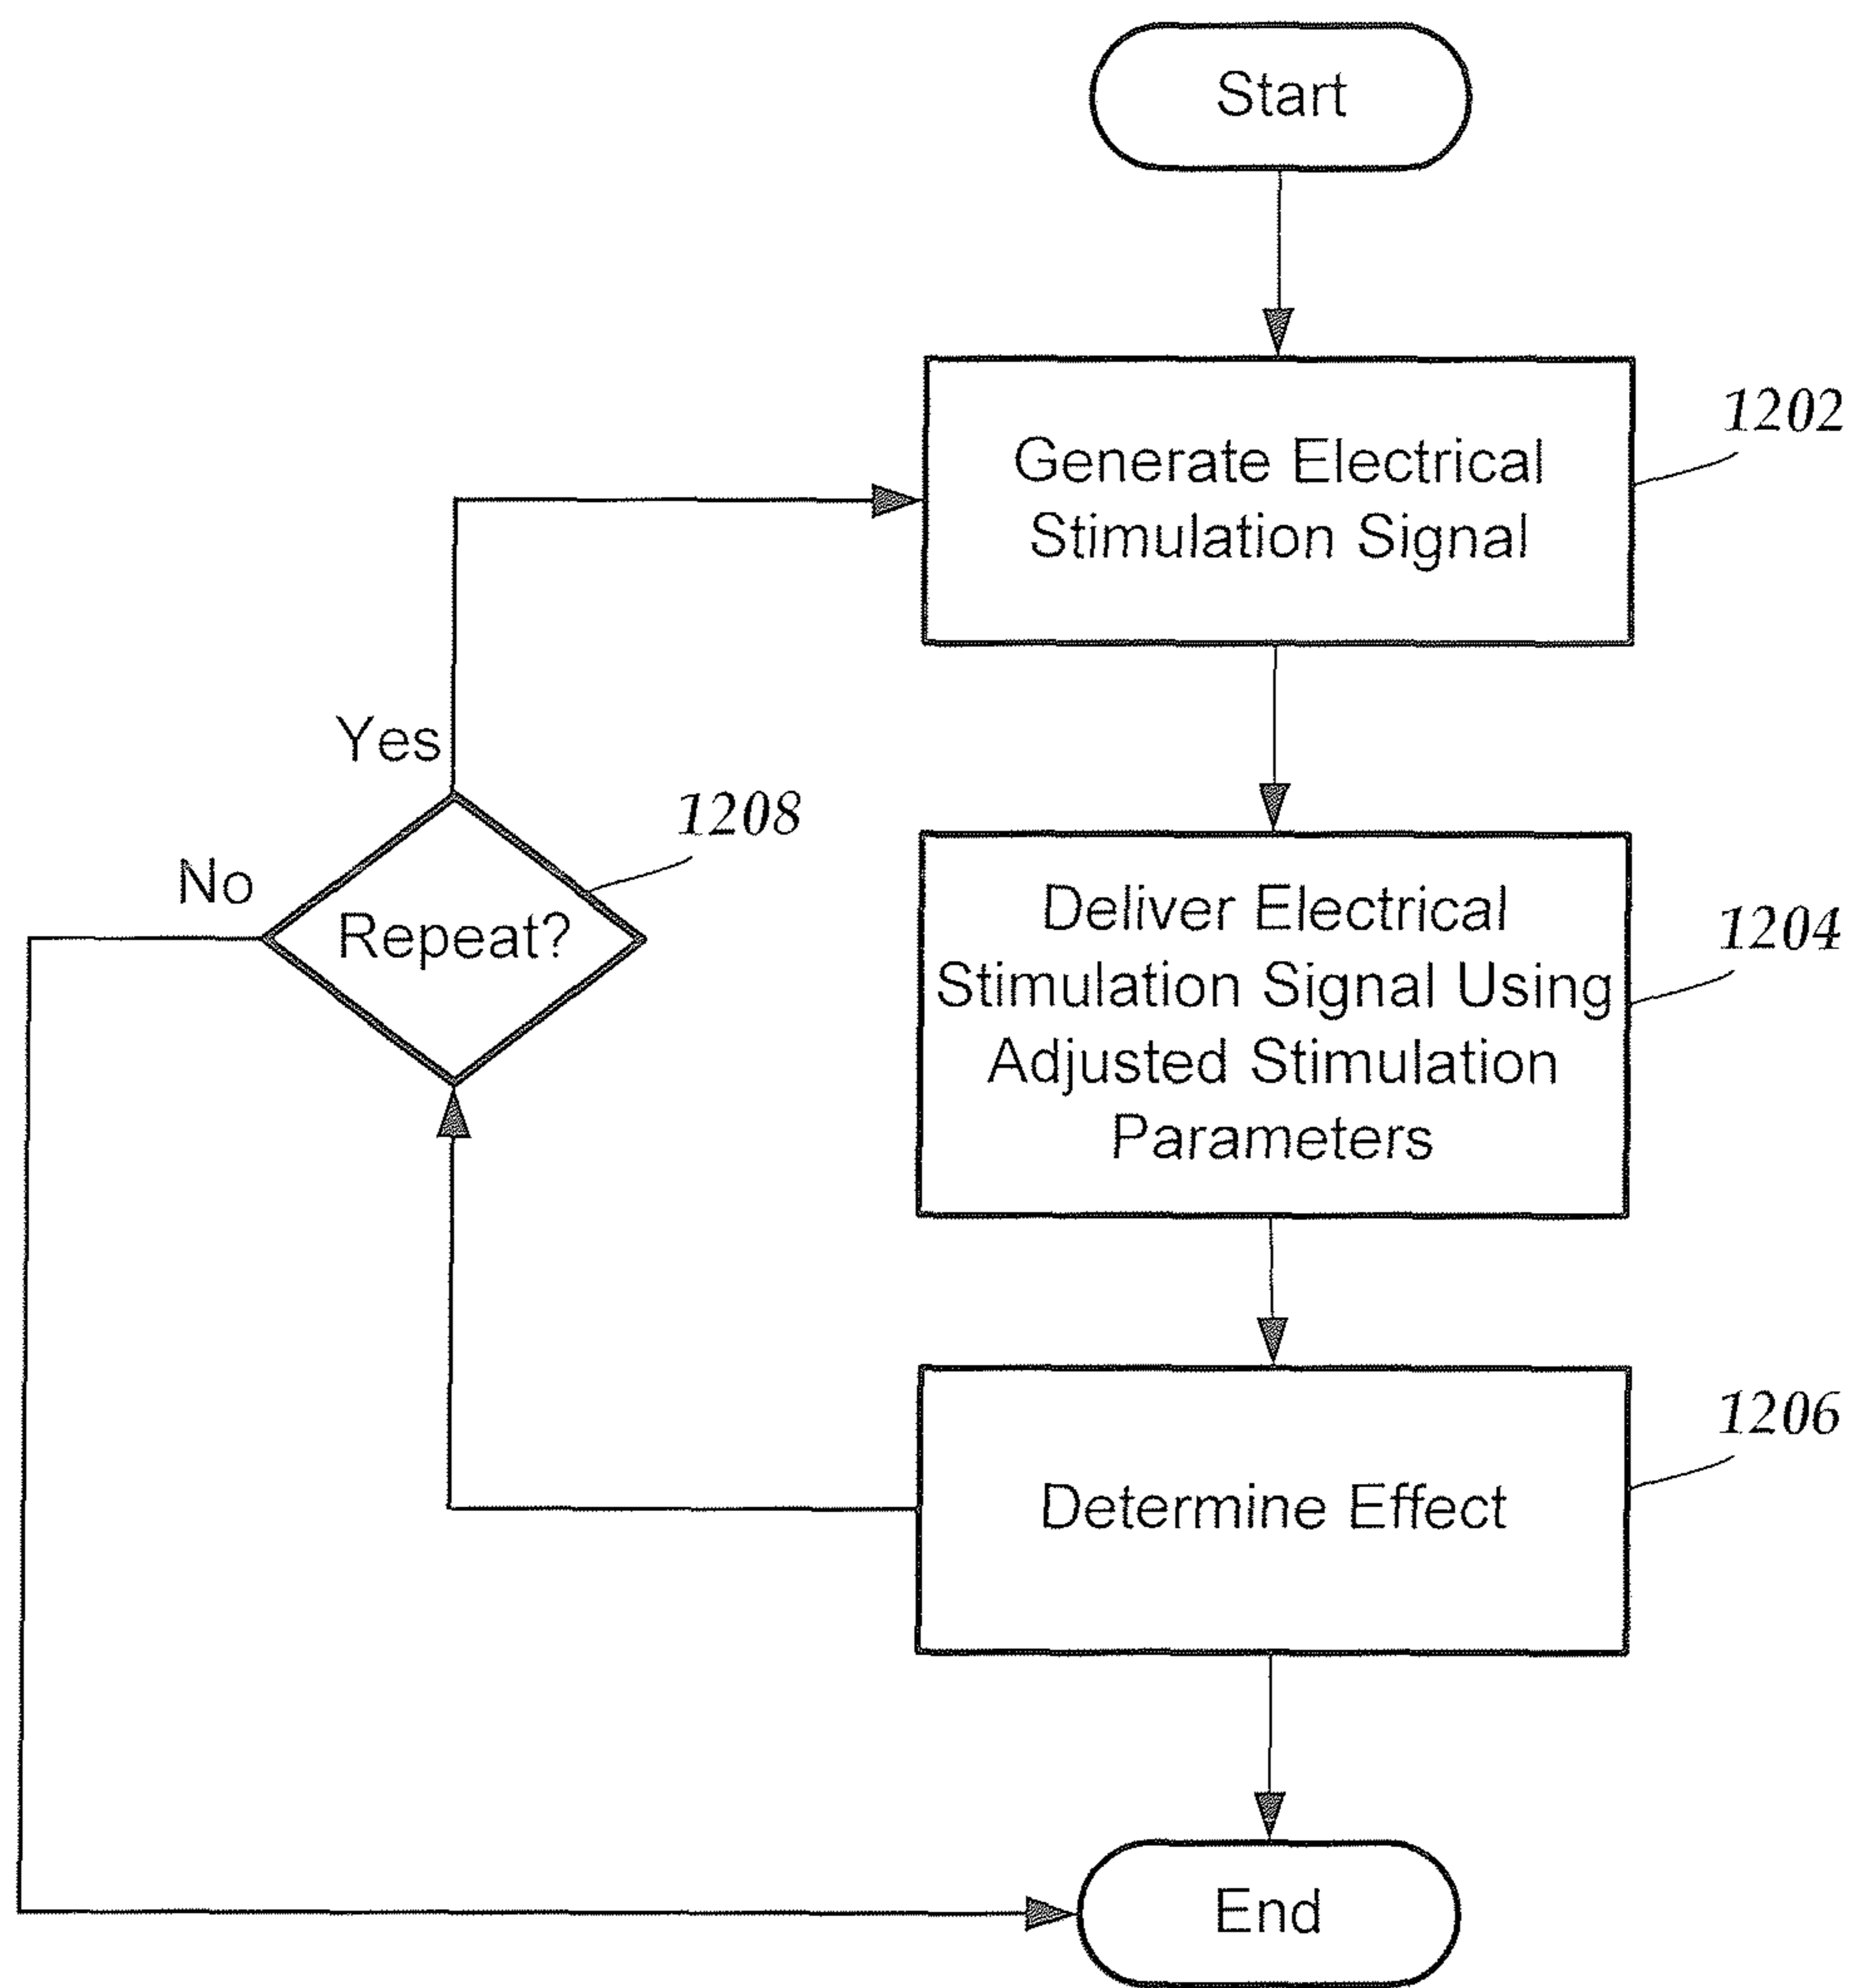 Start
Generate Electrical
Stimulation Signal
1202
Yes
1208
No
Repeat?
Deliver Electrical
Stimulation Signal Using
Adjusted Stimulation
Parameters
1204
Determine Effect
1206
End